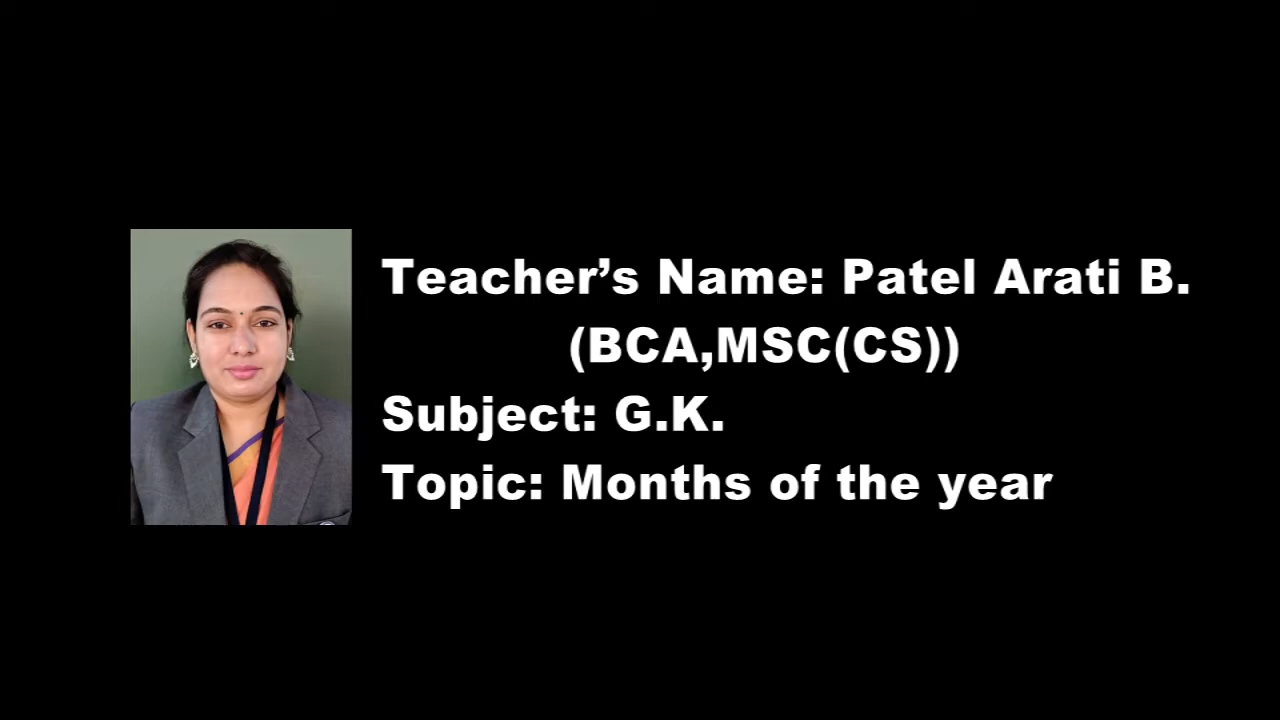 Teacher’s Name: Patel Arati B.
(BCA,MSC(CS))
Subject: G.K.
Topic: Months of the year